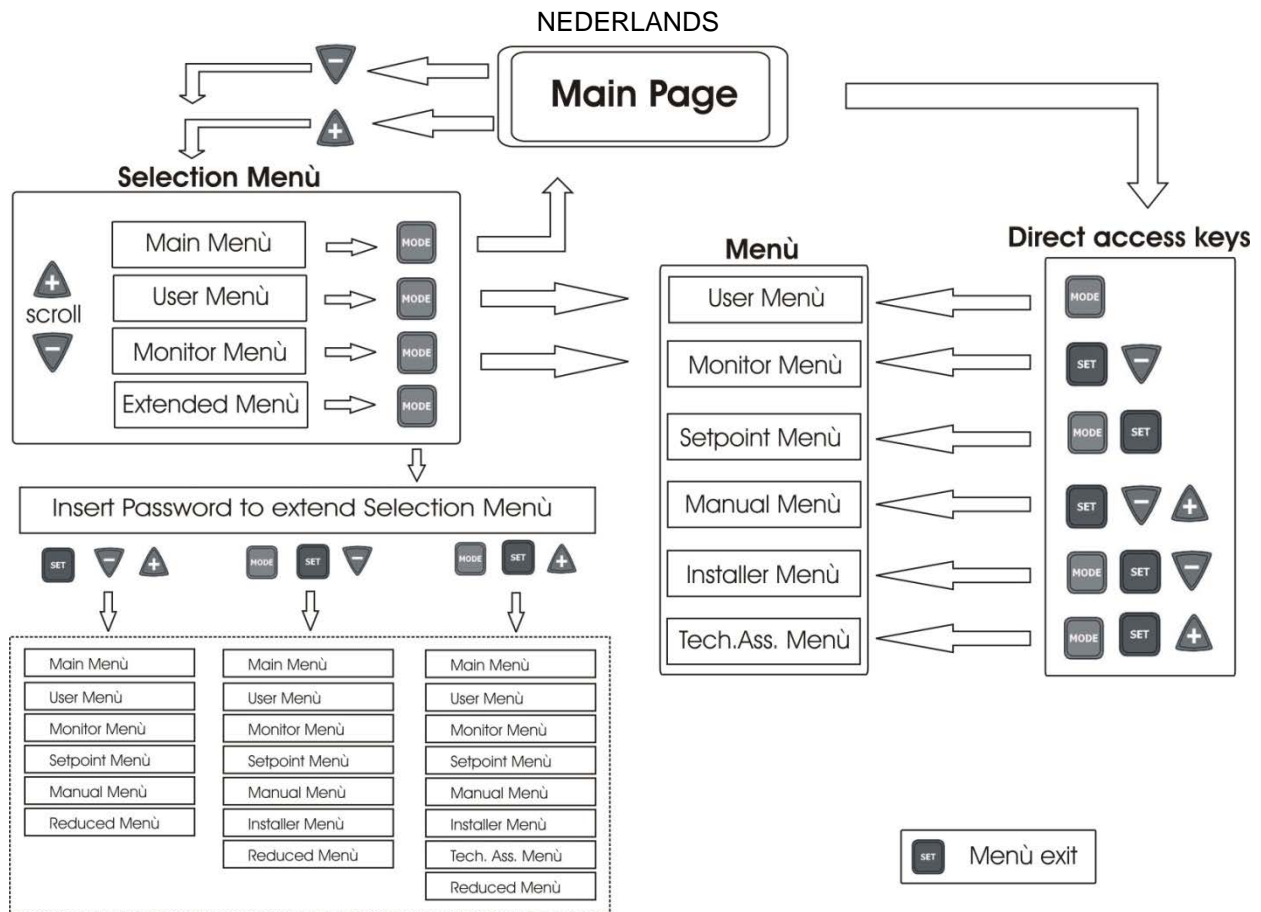 NEDERLANDS
Main Page
Selection Menù
scroll
Main Menù
MODE
User Menù
MODE
Monitor Menù
MODE
Extended Menù
MODE
Insert Password to extend Selection Menù
SET
MODE SET
MODE SET
Main Menù
User Menù
Monitor Menù
Setpoint Menù
Manual Menù
Reduced Menù
Main Menù
User Menù
Monitor Menù
Setpoint Menù
Manual Menù
Installer Menù
Reduced Menù
Main Menù
User Menù
Monitor Menù
Setpoint Menù
Manual Menù
Installer Menù
Tech. Ass. Menù
Reduced Menù
Menù
User Menù
Monitor Menù
Setpoint Menù
Manual Menù
Installer Menù
Tech.Ass. Menù
Direct access keys
MODE
SET
MODE SET
SET
MODE SET
MODE SET
SET Menù exit